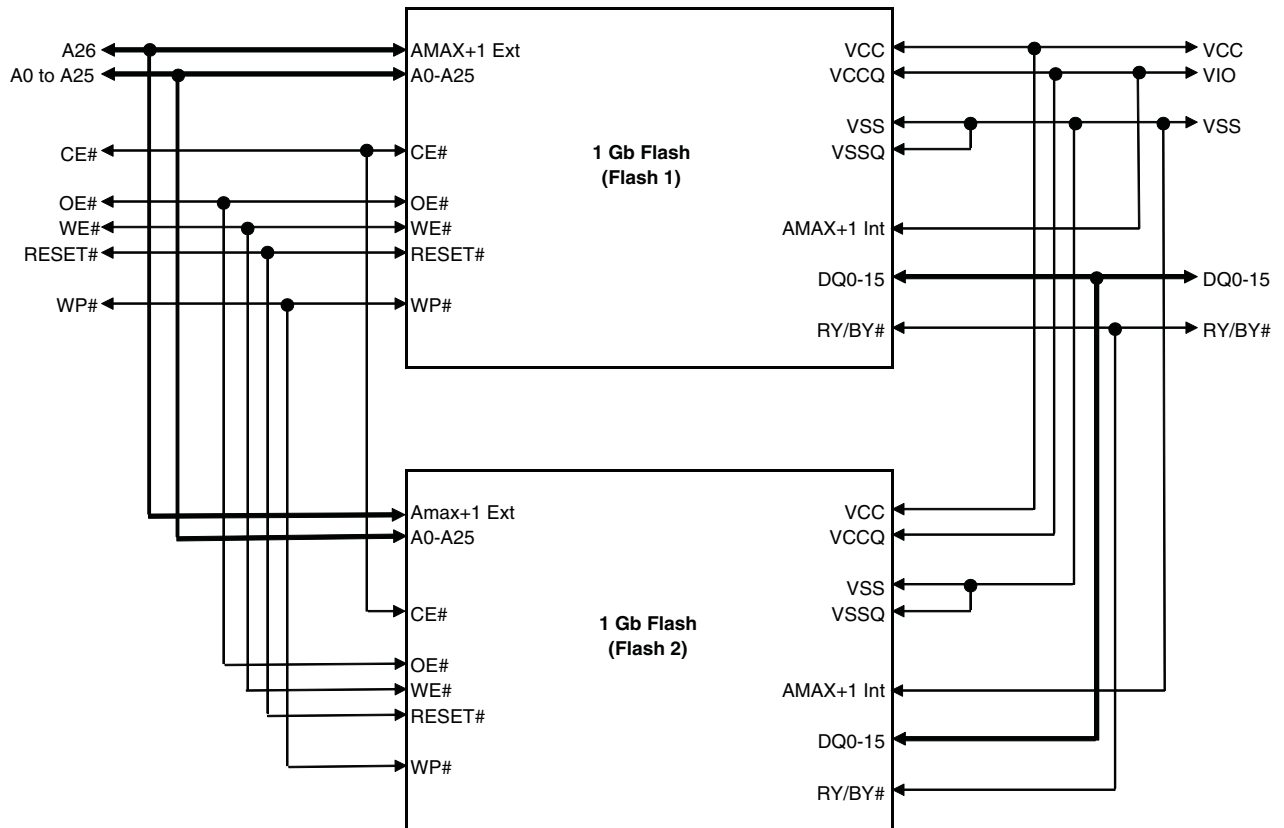 A26
A0 to A25
CE#
OE#
WE#
RESET#
WP#
AMAX+1 Ext
A0-A25
CE#
OE#
WE#
RESET#
WP#
1 Gb Flash
(Flash 1)
VCC
VCCQ
VSS
VSSQ
AMAX+1 Int
DQ0-15
RY/BY#
VCC
VIO
VSS
DQ0-15
RY/BY#
Amax+1 Ext
A0-A25
CE#
OE#
WE#
RESET#
WP#
1 Gb Flash
(Flash 2)
VCC
VCCQ
VSS
VSSQ
AMAX+1 Int
DQ0-15
RY/BY#